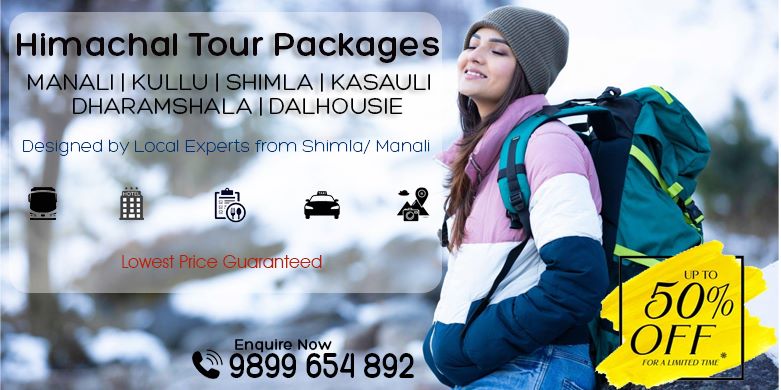 Himachal Tour Packages
MANALI | KULLU | SHIMLA | KASAULI
DHARAMSHALA | DALHOUSIE
Designed by Local Experts from Shimla/ Manali
HOTEL
Lowest Price Guaranteed
UP TO
50%
OFF
FOR A LIMITED TIME*
Enquire Now
9899 654 892